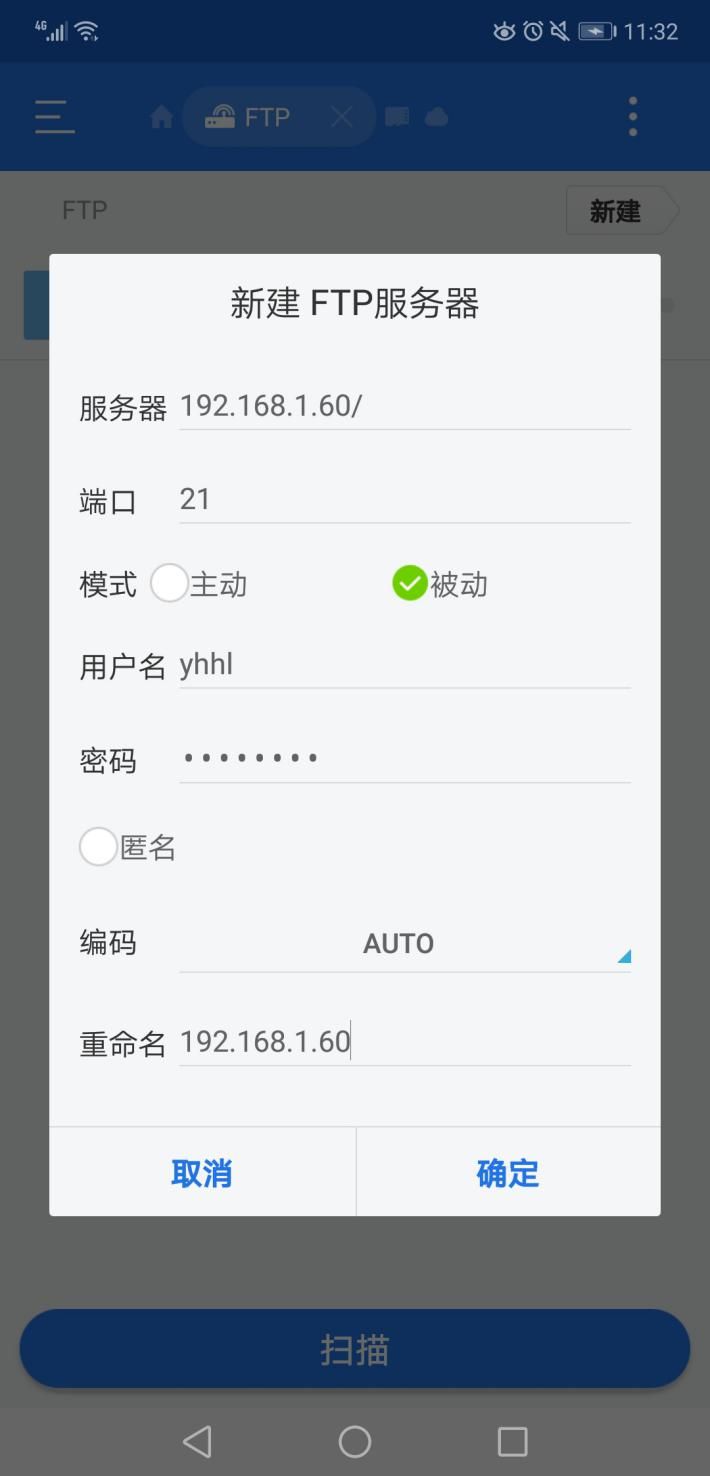 4G 11:32
FTP
FTP 新建
新建 FTP服务器
服务器 192.168.1.60/
端口 21
模式 主动 被动
用户名 yhhl
密码 ••••••••
匿名
编码 AUTO
重命名 192.168.1.60
取消 确定
扫描